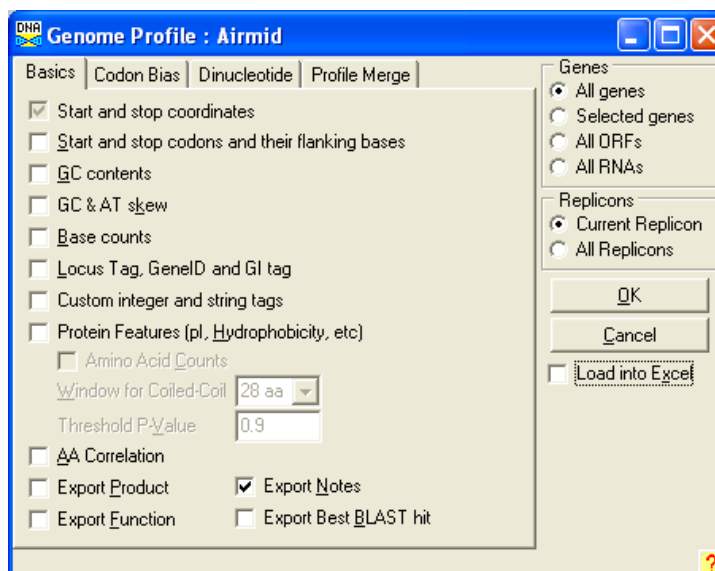 DNA
Genome Profile : Airmid
Basics Codon Bias Dinucleotide Profile Merge
Start and stop coordinates
Start and stop codons and their flanking bases
GC contents
GC & AT skew
Base counts
Locus Tag, GeneID and GI tag
Custom integer and string tags
Protein Features (pI, Hydrophobicity, etc)
Amino Acid Counts
Window for Coiled-Coil 28 aa
Threshold P-Value 0.9
AA Correlation
Export Product Export Notes
Export Function Export Best BLAST hit
Genes
All genes
Selected genes
All ORFs
All RNAs
Replicons
Current Replicon
All Replicons
OK
Cancel
Load into Excel
?